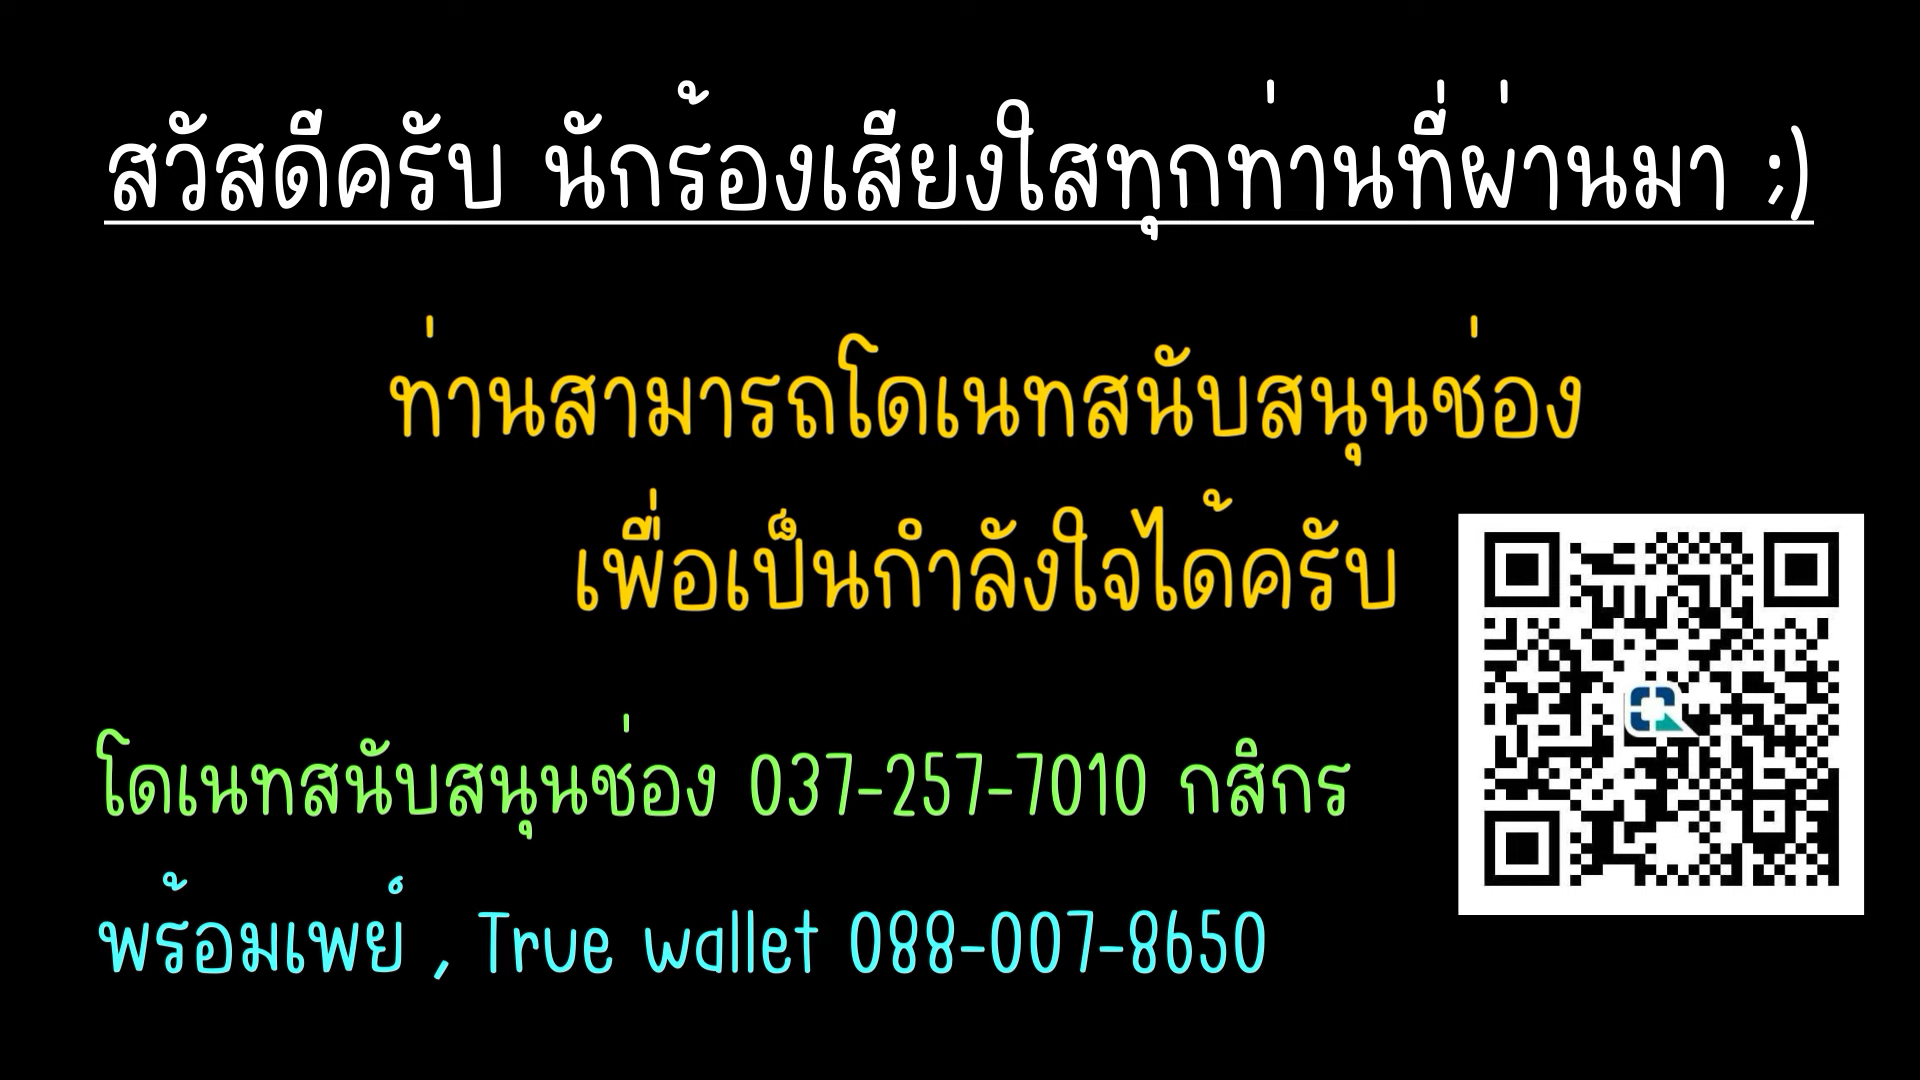 สวัสดีครับ นักร้องเสียงใสทุกท่านที่ผ่านมา ;)
ท่านสามารถโดเนทสนับสนุนช่อง
เพื่อเป็นกำลังใจได้ครับ
โดเนทสนับสนุนช่อง 037-257-7010 กสิกร
พร้อมเพย์ , True wallet 088-007-8650